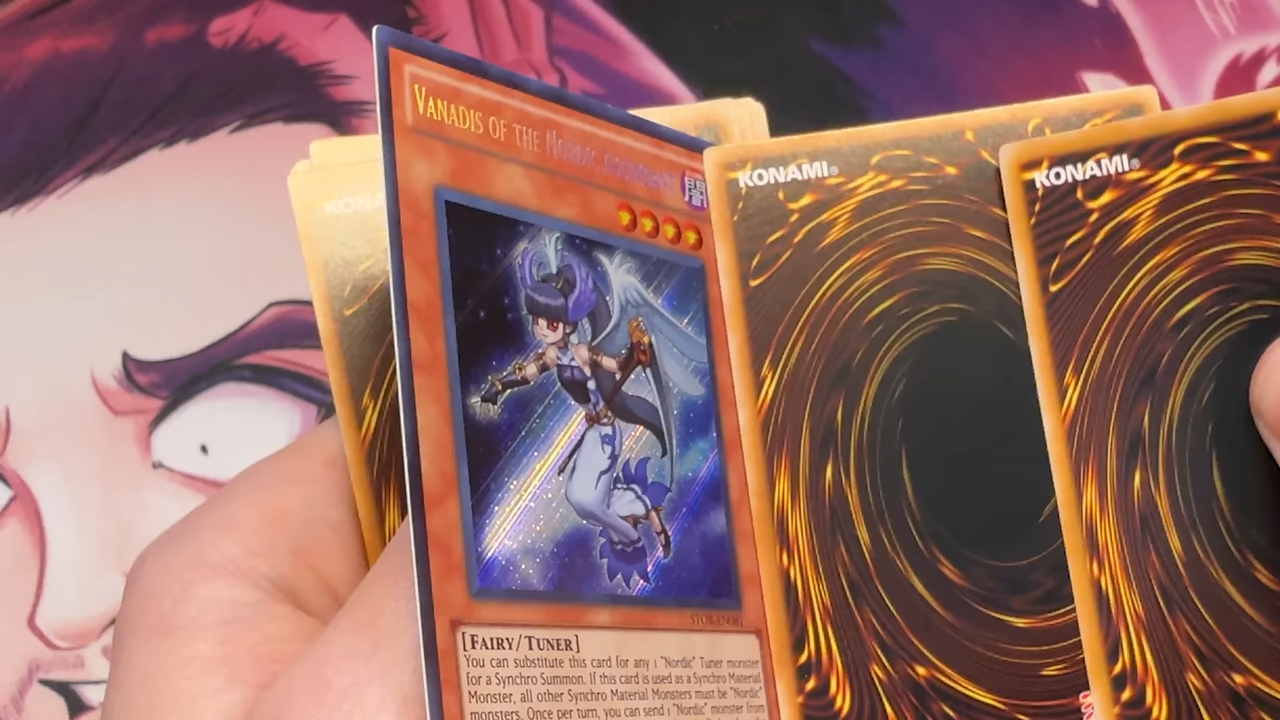 VANADIS OF THE NORDIC ASCENDANT
闇
KONAMI®
KONAMI®
KONA
STOR-EN081
[FAIRY/TUNER]
You can substitute this card for any 1 "Nordic" Tuner monster
for a Synchro Summon. If this card is used as a Synchro Material
Monster, all other Synchro Material Monsters must be "Nordic"
monsters. Once per turn, you can send 1 "Nordic" monster from